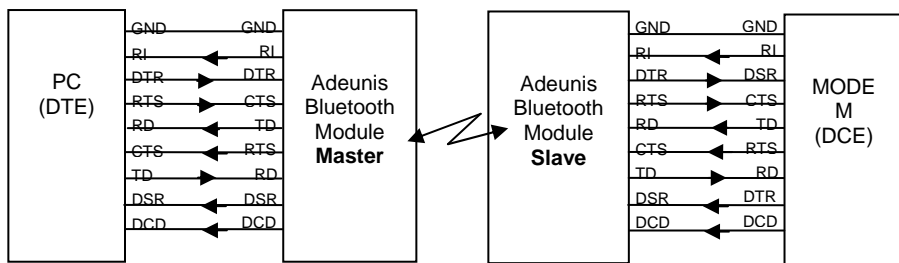 GND GND GND GND
RI RI RI RI
DTR DTR DTR DSR
RTS CTS RTS CTS
RD TD RD TD
CTS RTS CTS RTS
TD RD TD RD
DSR DSR DSR DTR
DCD DCD DCD DCD
PC
(DTE)
Adeunis
Bluetooth
Module
Master
Adeunis
Bluetooth
Module
Slave
MODE
M
(DCE)